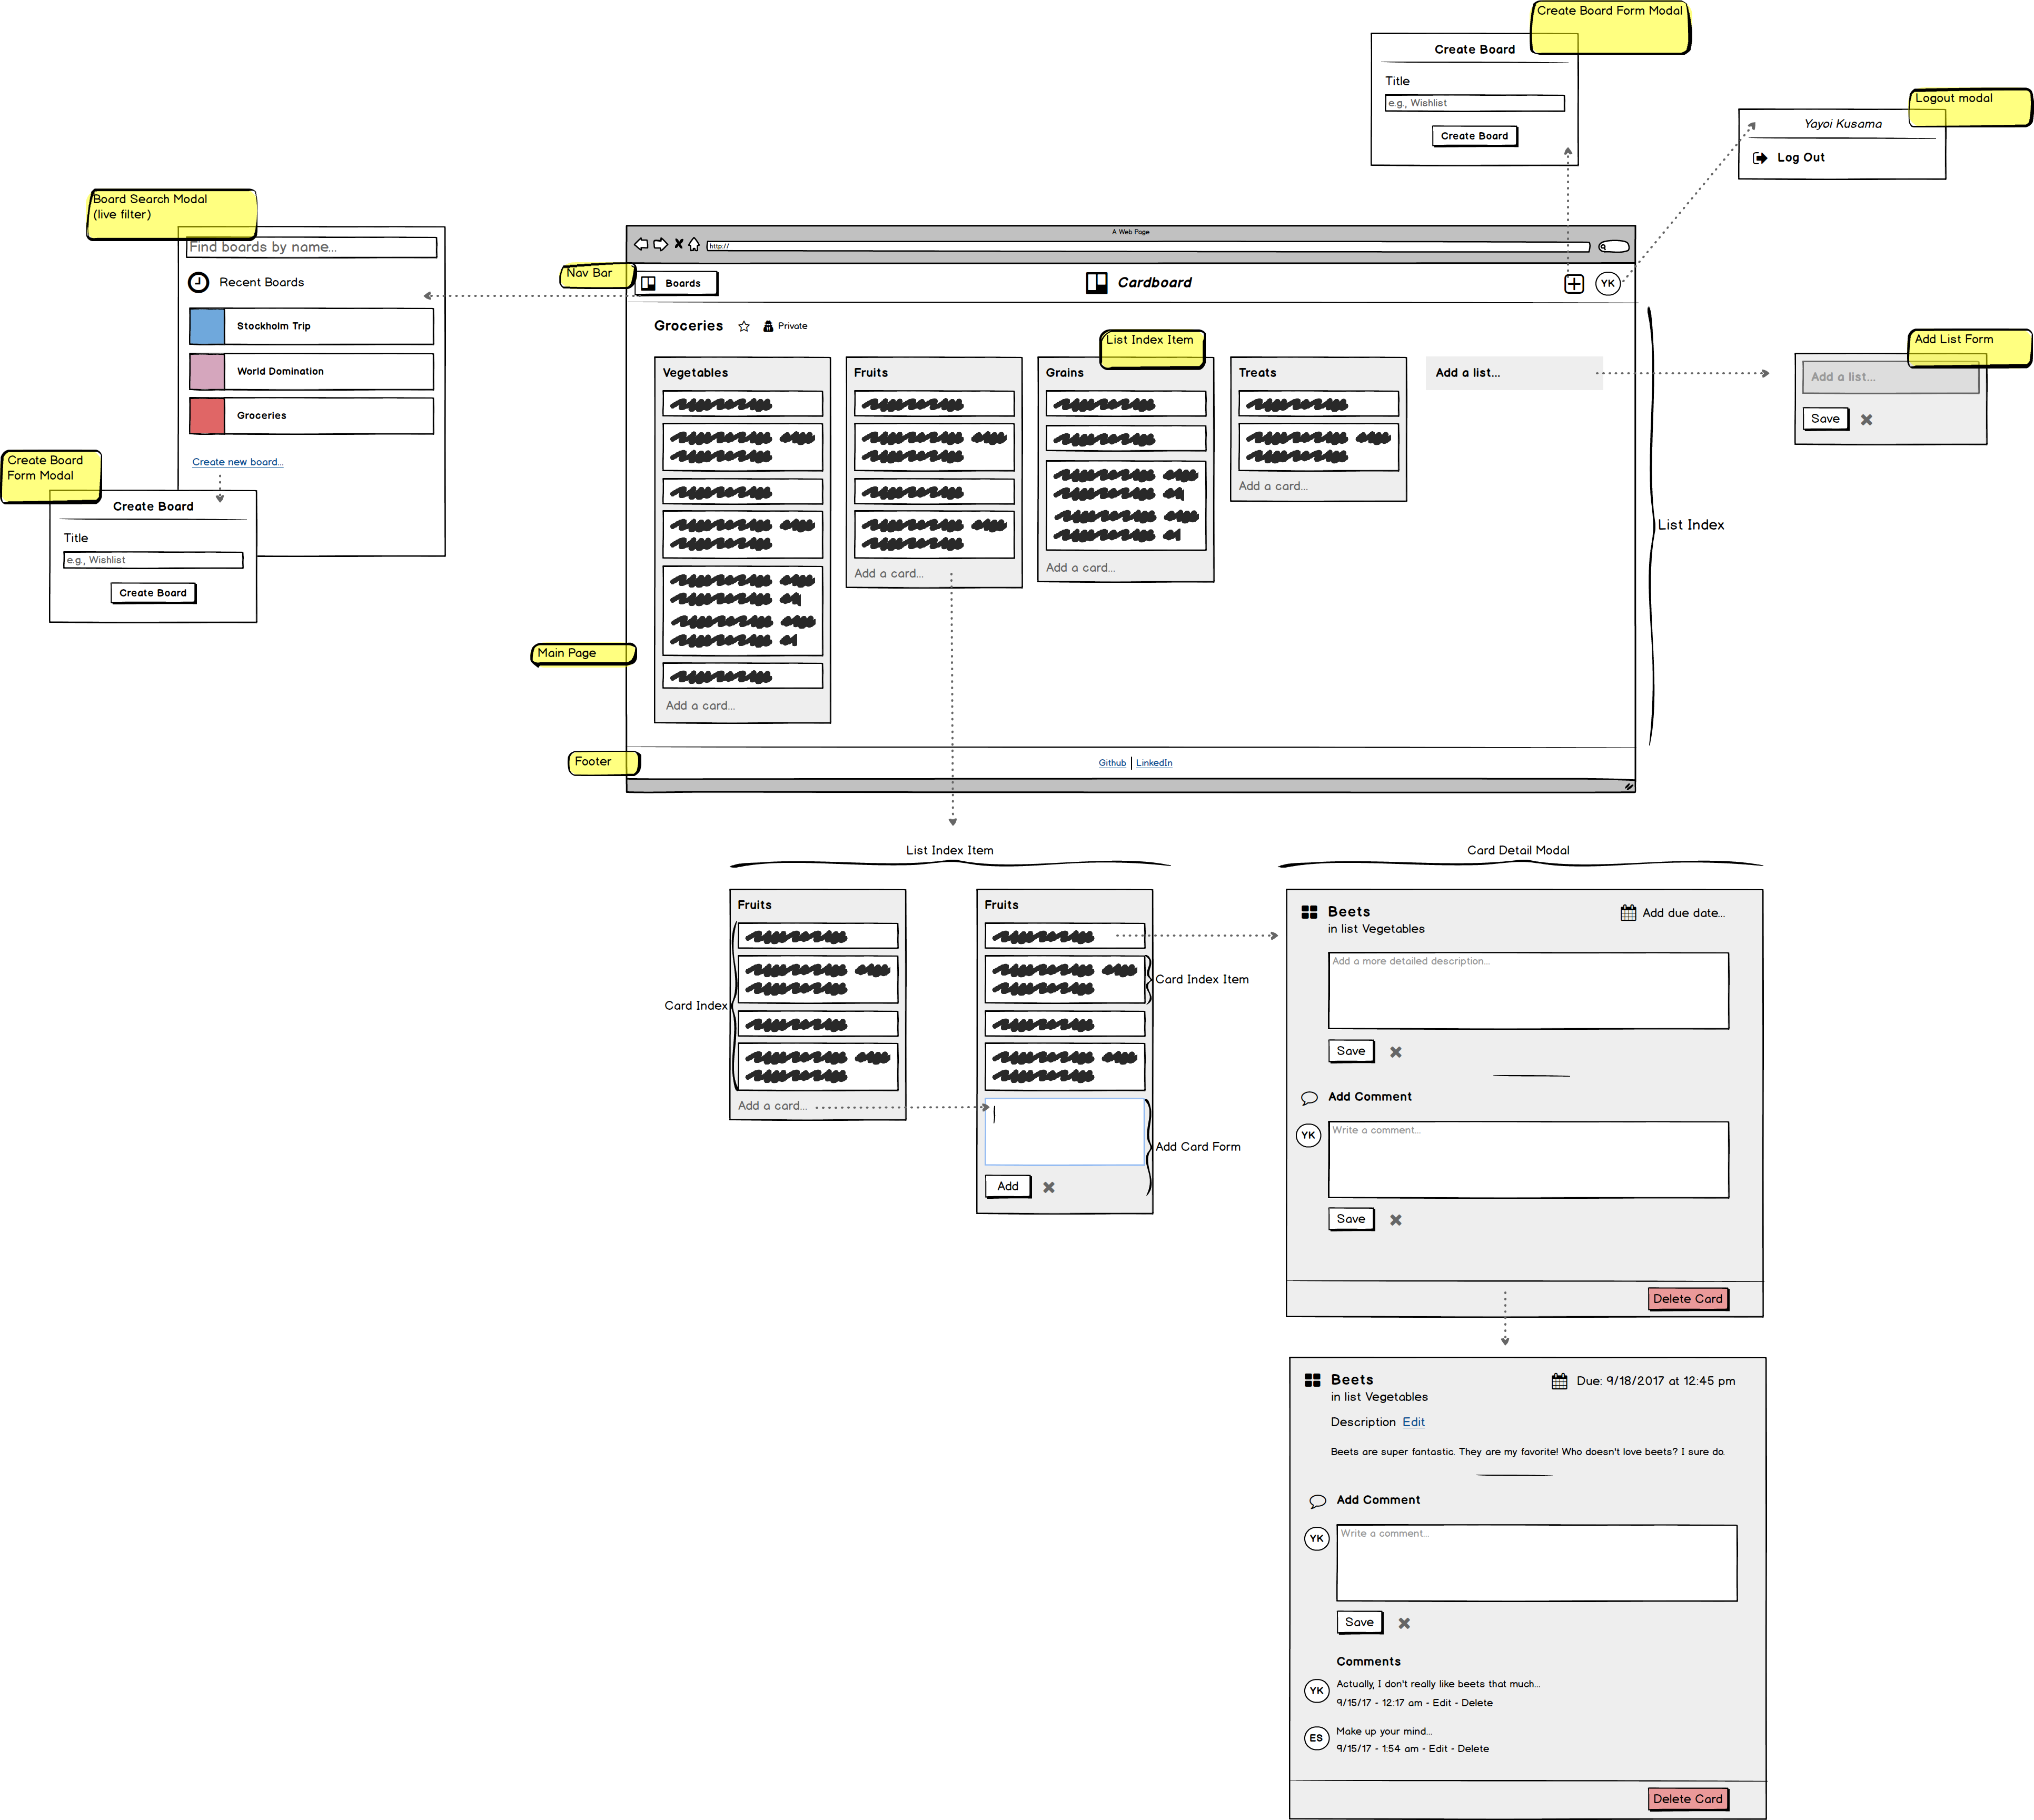 Create Board Form Modal
Create Board
Title
e.g., Wishlist
Create Board
Logout modal
Yayoi Kusama
Log Out
Board Search Modal
(live filter)
Find boards by name...
Recent Boards
Stockholm Trip
World Domination
Groceries
Create new board...
Create Board
Form Modal
Create Board
Title
e.g., Wishlist
Create Board
A Web Page
http://
Nav Bar
Boards
Cardboard
YK
Groceries
Private
List Index Item
Vegetables
Add a card...
Fruits
Add a card...
Grains
Add a card...
Treats
Add a card...
Add a list...
Add List Form
Add a list...
Save
List Index
Main Page
Footer
Github
LinkedIn
List Index Item
Fruits
Card Index
Add a card...
Fruits
Card Index Item
Add Card Form
Add
Card Detail Modal
Beets
Add due date...
in list Vegetables
Add a more detailed description...
Save
Add Comment
YK
Write a comment...
Save
Delete Card
Beets
Due: 9/18/2017 at 12:45 pm
in list Vegetables
Description Edit
Beets are super fantastic. They are my favorite! Who doesn't love beets? I sure do.
Add Comment
YK
Write a comment...
Save
Comments
YK
Actually, I don't really like beets that much...
9/15/17 - 12:17 am - Edit - Delete
ES
Make up your mind...
9/15/17 - 1:54 am - Edit - Delete
Delete Card